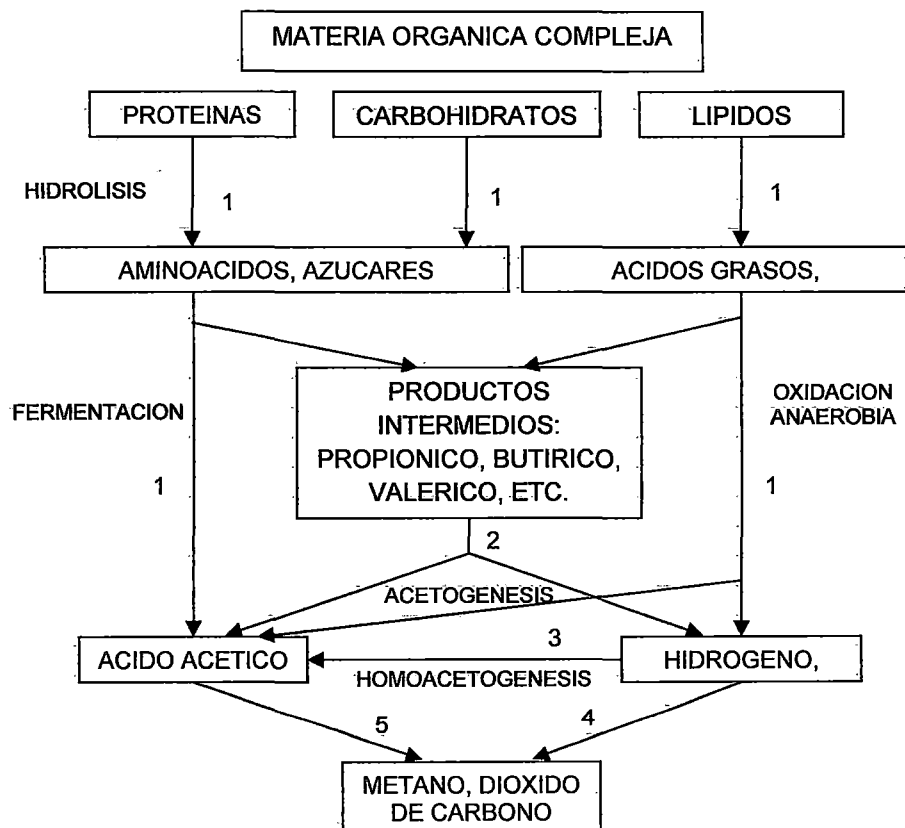 MATERIA ORGANICA COMPLEJA
PROTEINAS
CARBOHIDRATOS
LIPIDOS
HIDROLISIS
1
1
1
AMINOACIDOS, AZUCARES
ACIDOS GRASOS,
PRODUCTOS
INTERMEDIOS:
PROPIONICO, BUTIRICO,
VALERICO, ETC.
FERMENTACION
OXIDACION
ANAEROBIA
1
1
2
ACETOGENESIS
ACIDO ACETICO
3
HOMOACETOGENESIS
HIDROGENO,
5
4
METANO, DIOXIDO
DE CARBONO